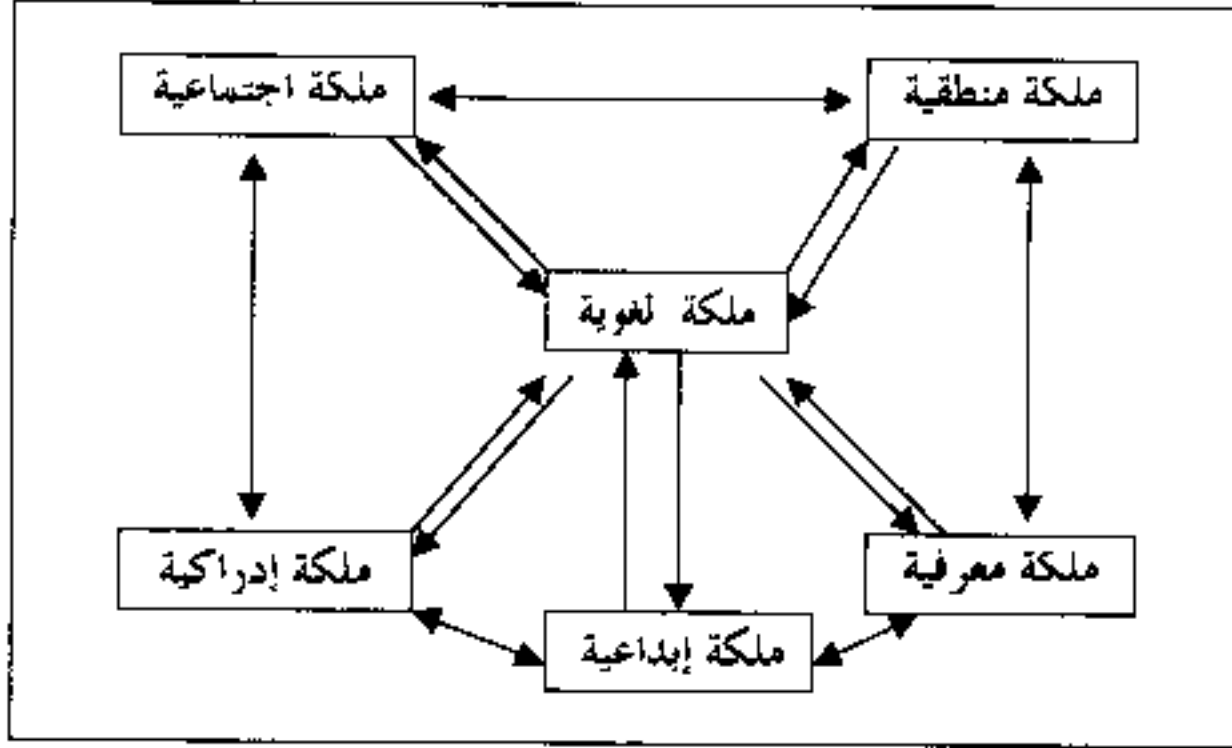 ملكة منطقية
ملكة اجتماعية
ملكة لغوية
ملكة معرفية
ملكة إدراكية
ملكة إبداعية